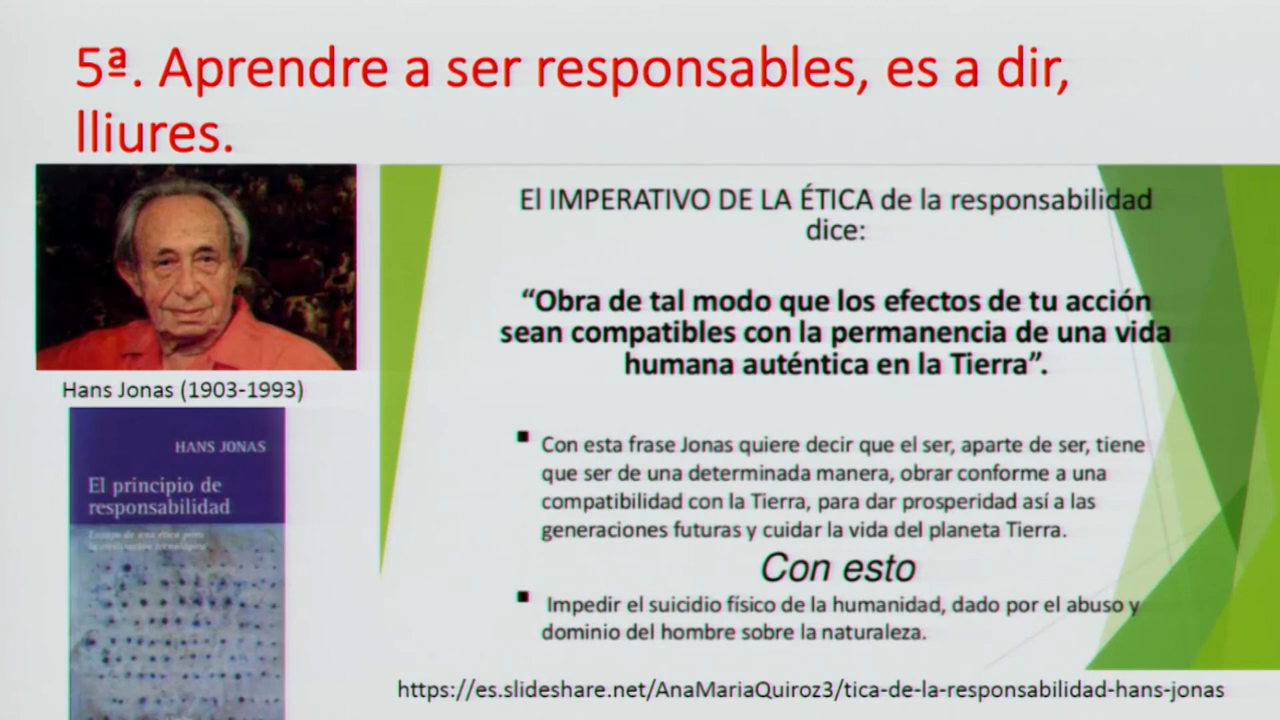 5ª. Aprendre a ser responsables, es a dir,
lliures.
Hans Jonas (1903-1993)
HANS JONAS
El principio de
responsabilidad
Ensayo de una ética para
la civilización tecnológica
El IMPERATIVO DE LA ÉTICA de la responsabilidad
dice:
“Obra de tal modo que los efectos de tu acción
sean compatibles con la permanencia de una vida
humana auténtica en la Tierra”.
Con esta frase Jonas quiere decir que el ser, aparte de ser, tiene
que ser de una determinada manera, obrar conforme a una
compatibilidad con la Tierra, para dar prosperidad así a las
generaciones futuras y cuidar la vida del planeta Tierra.
Con esto
Impedir el suicidio físico de la humanidad, dado por el abuso y
dominio del hombre sobre la naturaleza.
https://es.slideshare.net/AnaMariaQuiroz3/tica-de-la-responsabilidad-hans-jonas